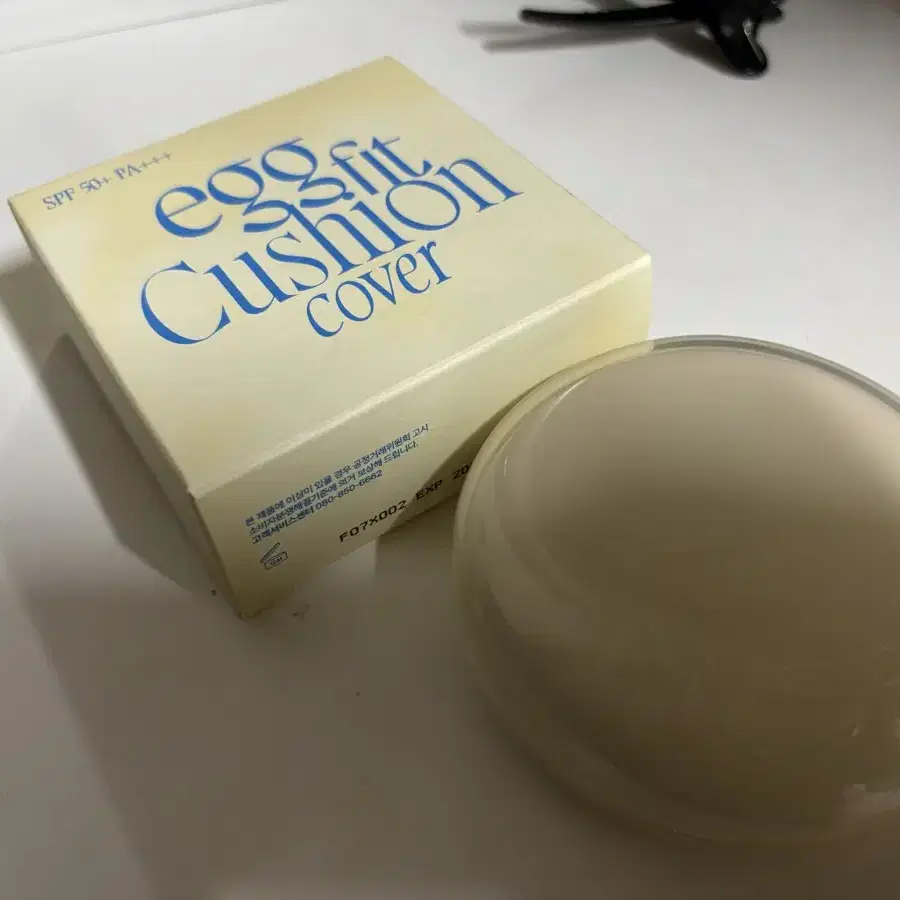 SPF 50+ PA+++
egg fit
Cushion
cover
본 제품에 이상이 있을 경우 공정거래위원회 고시
소비자분쟁해결기준에 의거 보상해 드립니다.
고객서비스센터 080-850-6662
F07X002 EXP 20
12M